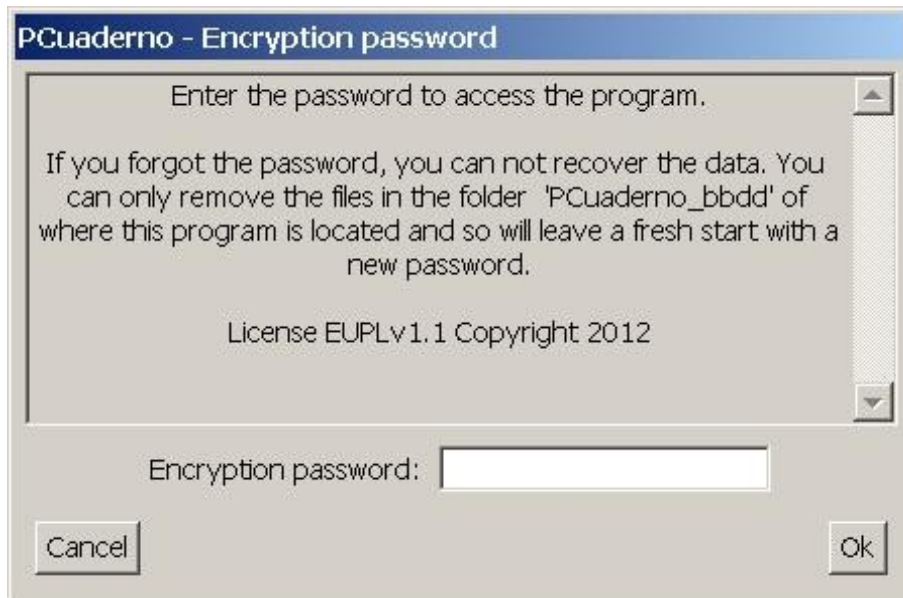 PCuaderno - Encryption password
Enter the password to access the program.
If you forgot the password, you can not recover the data. You
can only remove the files in the folder 'PCuaderno_bbdd' of
where this program is located and so will leave a fresh start with a
new password.
License EUPLv1.1 Copyright 2012
Encryption password:
Cancel
Ok